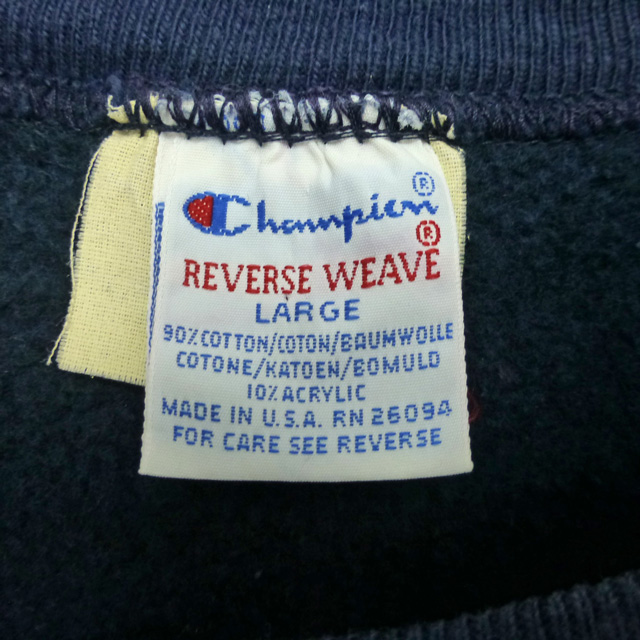 Champion®
REVERSE WEAVE®
LARGE
90% COTTON/COTON/BAUMWOLLE
COTONE/KATOEN/BOMULD
10% ACRYLIC
MADE IN U.S.A. RN 26094
FOR CARE SEE REVERSE